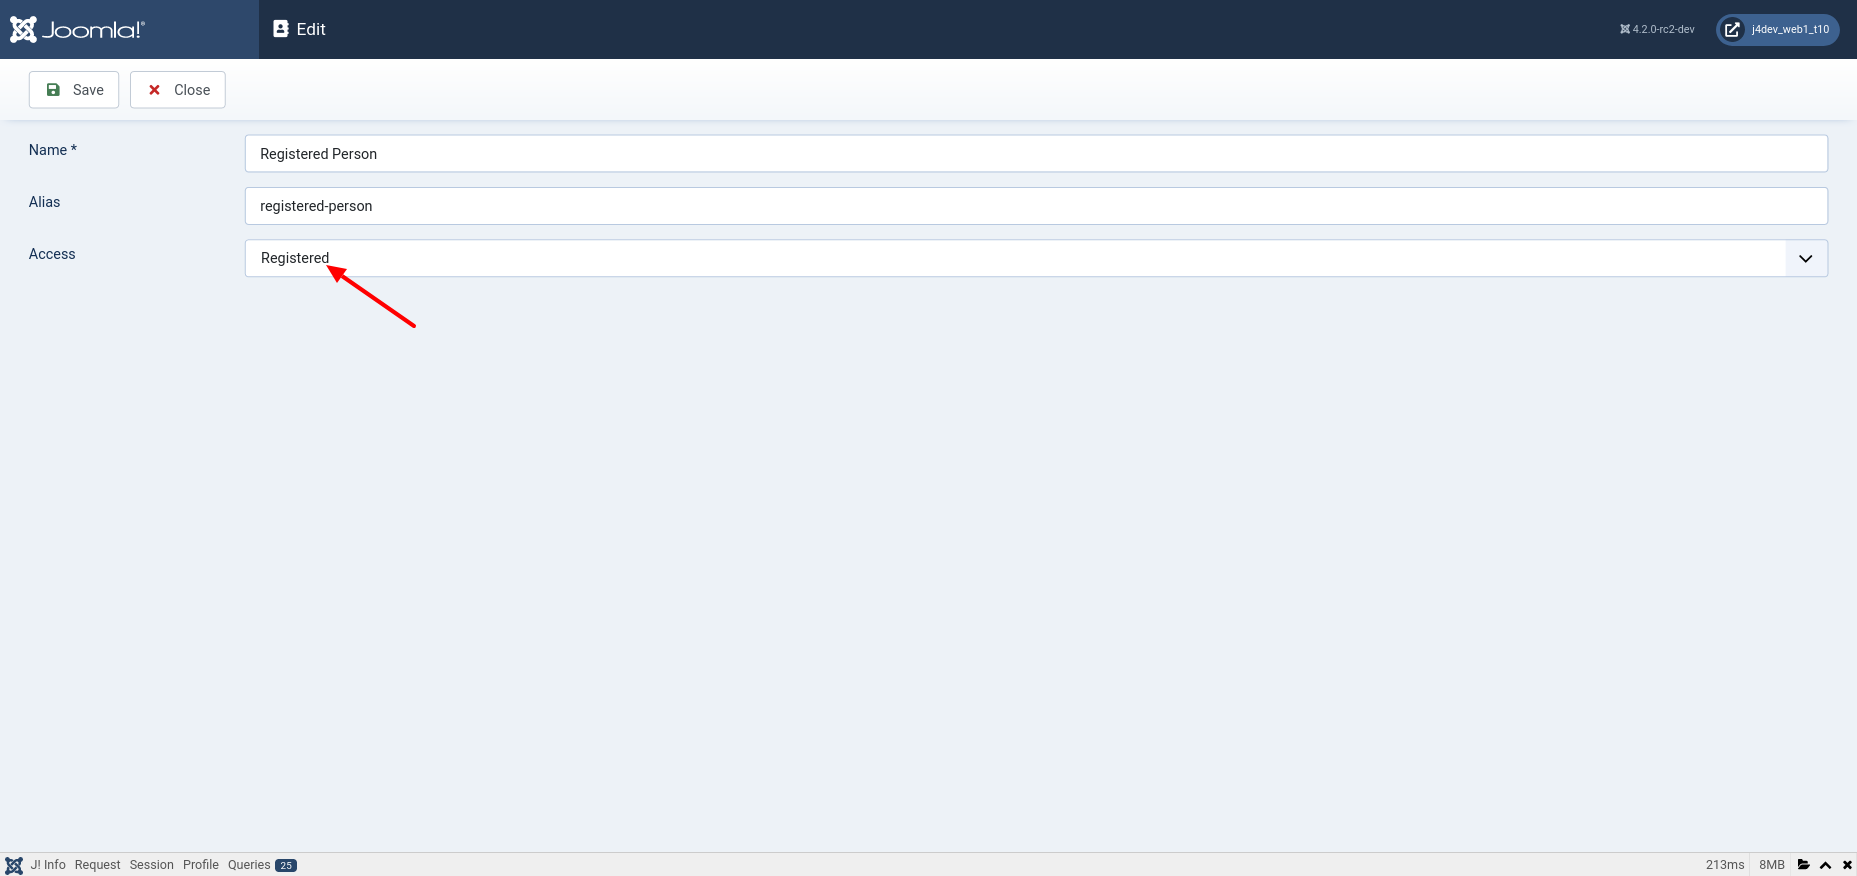 Joomla!® Edit 4.2.0-rc2-dev j4dev_web1_t10
Save Close
Name * Registered Person
Alias registered-person
Access Registered
J! Info Request Session Profile Queries 25 213ms 8MB